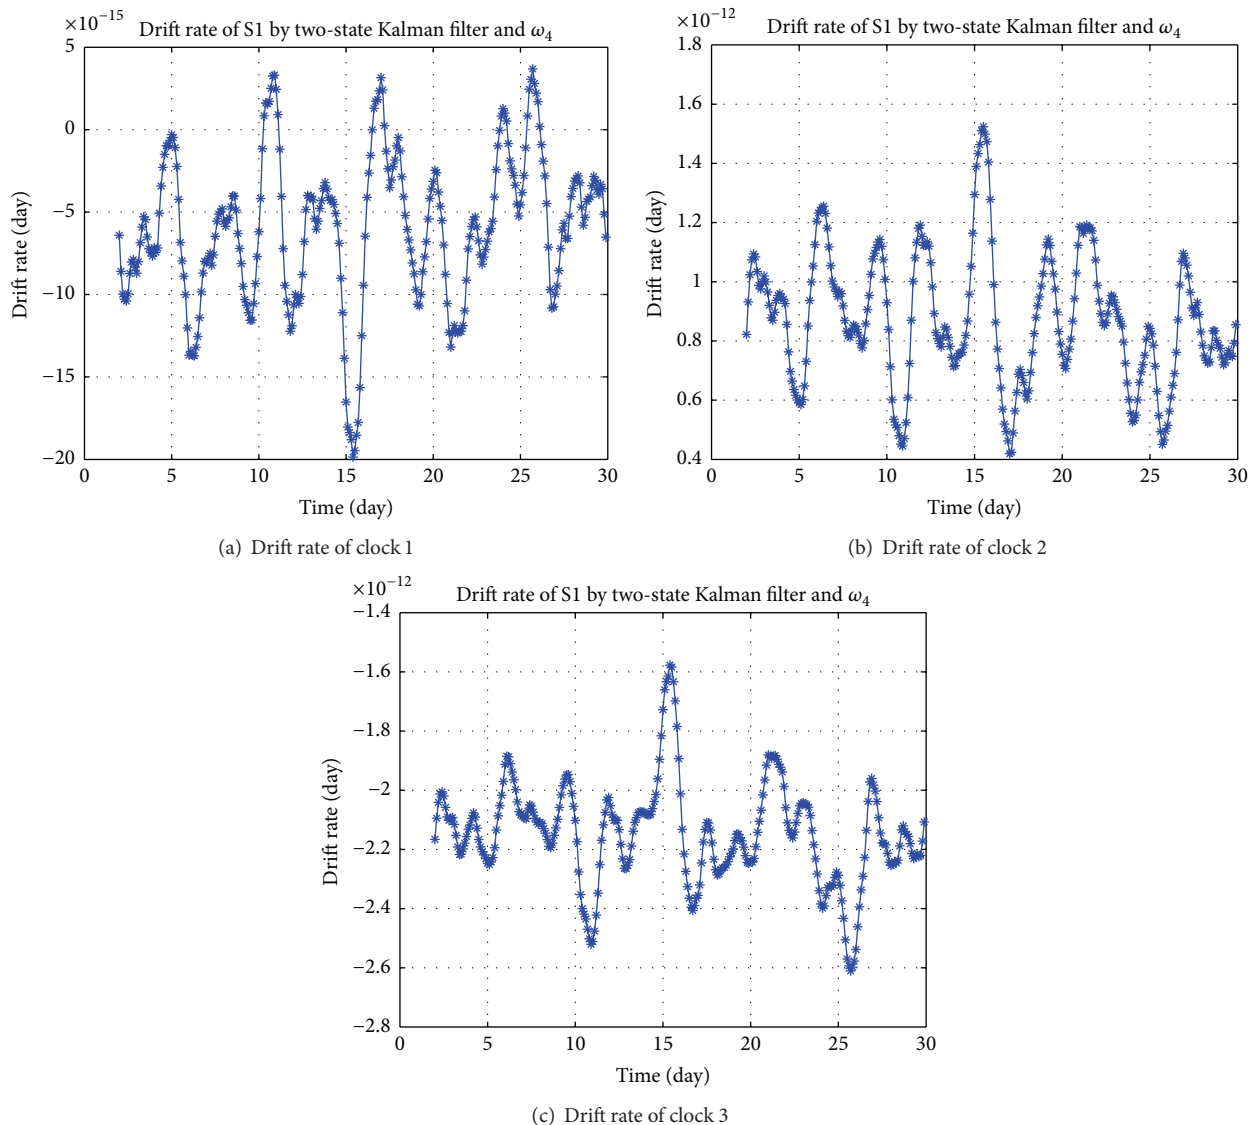 ×10⁻¹⁵
Drift rate of S1 by two-state Kalman filter and ω₄
5
0
−5
−10
−15
−20
Drift rate (day)
0 5 10 15 20 25 30
Time (day)
(a) Drift rate of clock 1
×10⁻¹²
Drift rate of S1 by two-state Kalman filter and ω₄
1.8
1.6
1.4
1.2
1
0.8
0.6
0.4
Drift rate (day)
0 5 10 15 20 25 30
Time (day)
(b) Drift rate of clock 2
×10⁻¹²
Drift rate of S1 by two-state Kalman filter and ω₄
−1.4
−1.6
−1.8
−2
−2.2
−2.4
−2.6
−2.8
Drift rate (day)
0 5 10 15 20 25 30
Time (day)
(c) Drift rate of clock 3